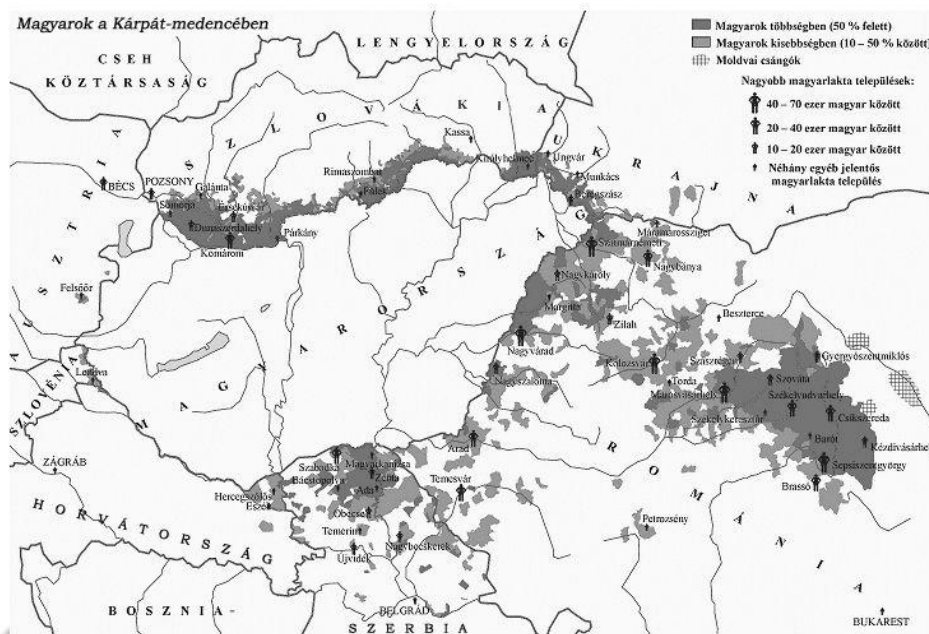 Magyarok a Kárpát-medencében
Magyarok többségben (50 % felett)
Magyarok kisebbségben (10 – 50 % között)
Moldvai csángók
Nagyobb magyarlakta települések:
40 – 70 ezer magyar között
20 – 40 ezer magyar között
10 – 20 ezer magyar között
Néhány egyéb jelentős
magyarlakta település
LENGYELORSZÁG
CSEH
KÖZTÁRSASÁG
SZLOVÁKIA
UKRAJNA
AUSZTRIA
MAGYARORSZÁG
SZLOVÉNIA
HORVÁTORSZÁG
BOSZNIA-
SZERBIA
ROMÁNIA
BÉCS
POZSONY
Galánta
Somorja
Érsekújvár
Dunaszerdahely
Komárom
Párkány
Rimaszombat
Fülek
Kassa
Királyhelmec
Ungvár
Munkács
Beregszász
Máramarossziget
Szatmárnémeti
Nagybánya
Nagykároly
Margitta
Zilah
Beszterce
Nagyvárad
Kolozsvár
Szászrégen
Gyergyószentmiklós
Nagyszalonta
Torda
Szováta
Marosvásárhely
Székelyudvarhely
Székelykeresztúr
Csíkszereda
Barót
Kézdivásárhely
Sepsiszentgyörgy
Brassó
Arad
Temesvár
Petrozsény
Felsőőr
Lendva
ZÁGRÁB
Szabadka
Magyarkanizsa
Bácstopolya
Zenta
Ada
Hercegszőlős
Eszék
Óbecse
Temerin
Nagybecskerek
Újvidék
BELGRÁD
BUKAREST